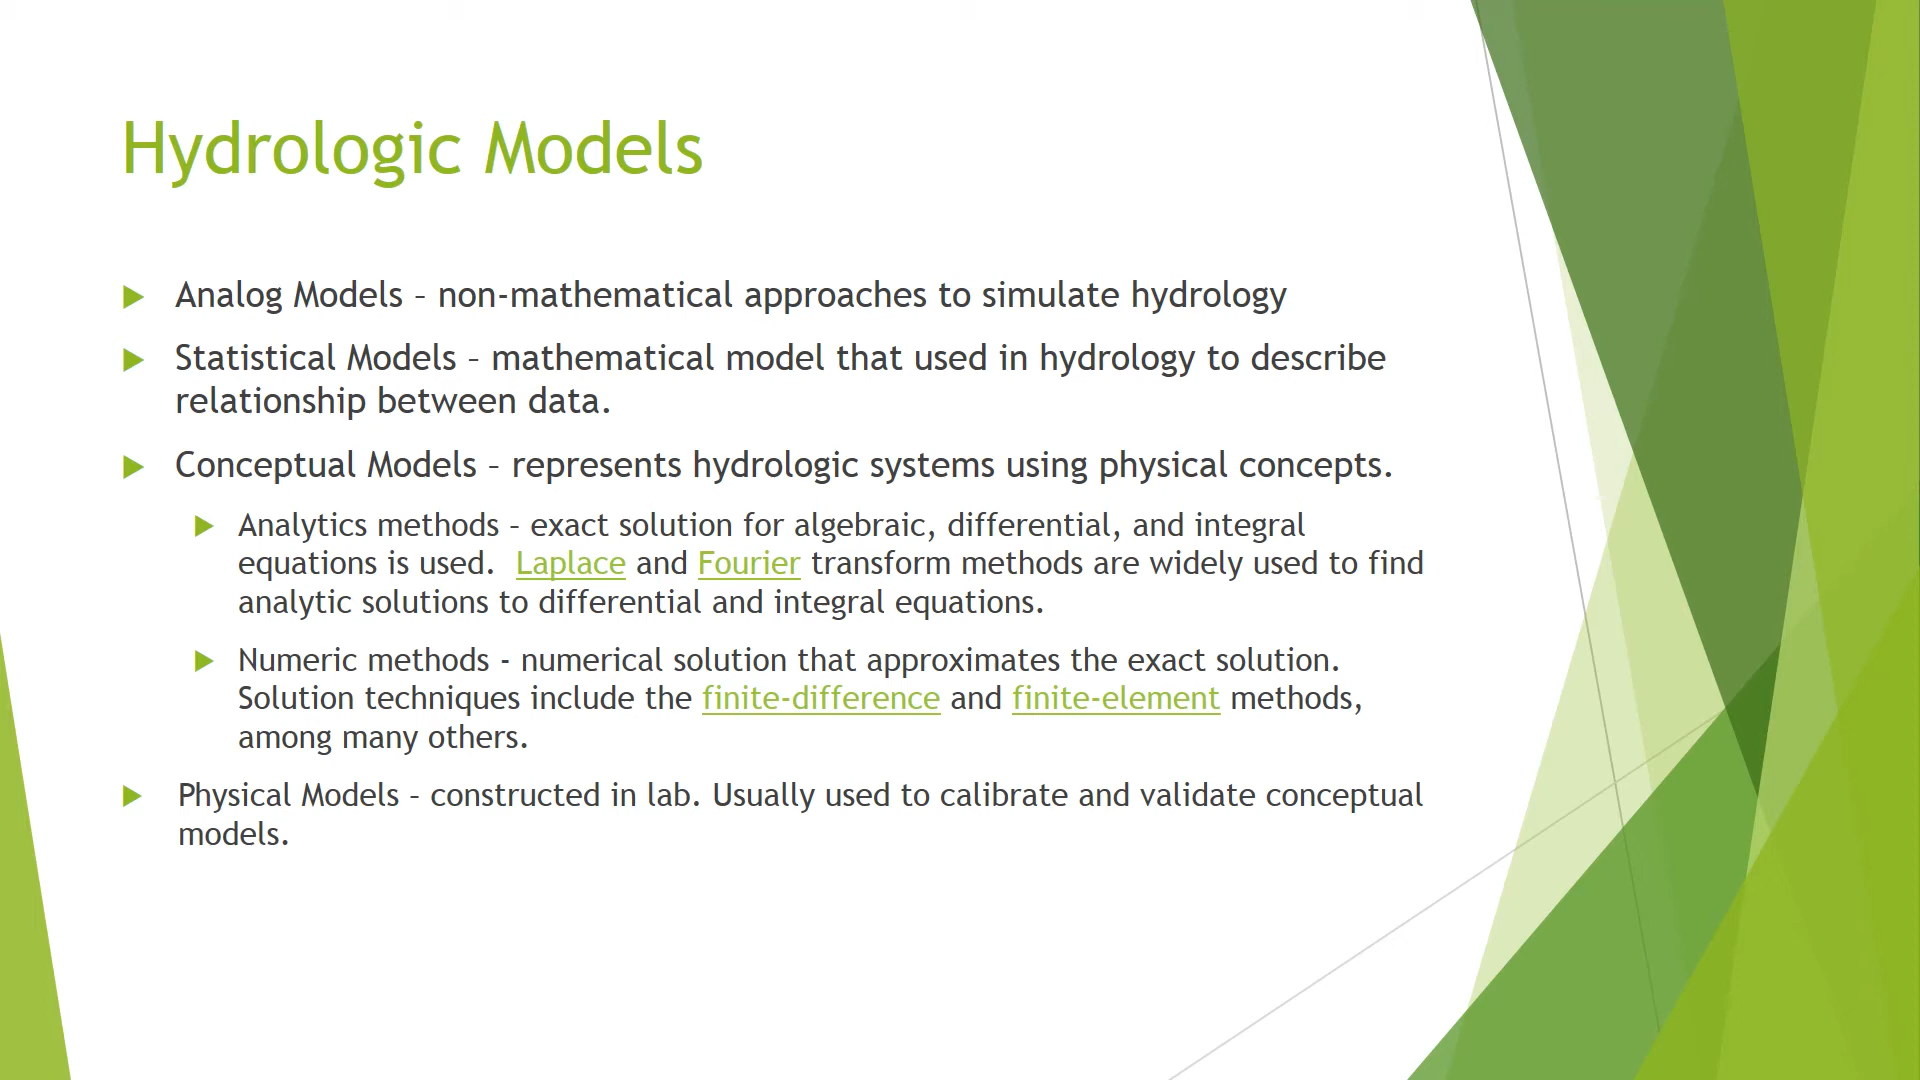 Hydrologic Models
Analog Models – non-mathematical approaches to simulate hydrology
Statistical Models – mathematical model that used in hydrology to describe
relationship between data.
Conceptual Models – represents hydrologic systems using physical concepts.
Analytics methods – exact solution for algebraic, differential, and integral
equations is used.  Laplace and Fourier transform methods are widely used to find
analytic solutions to differential and integral equations.
Numeric methods - numerical solution that approximates the exact solution.
Solution techniques include the finite-difference and finite-element methods,
among many others.
Physical Models – constructed in lab. Usually used to calibrate and validate conceptual
models.